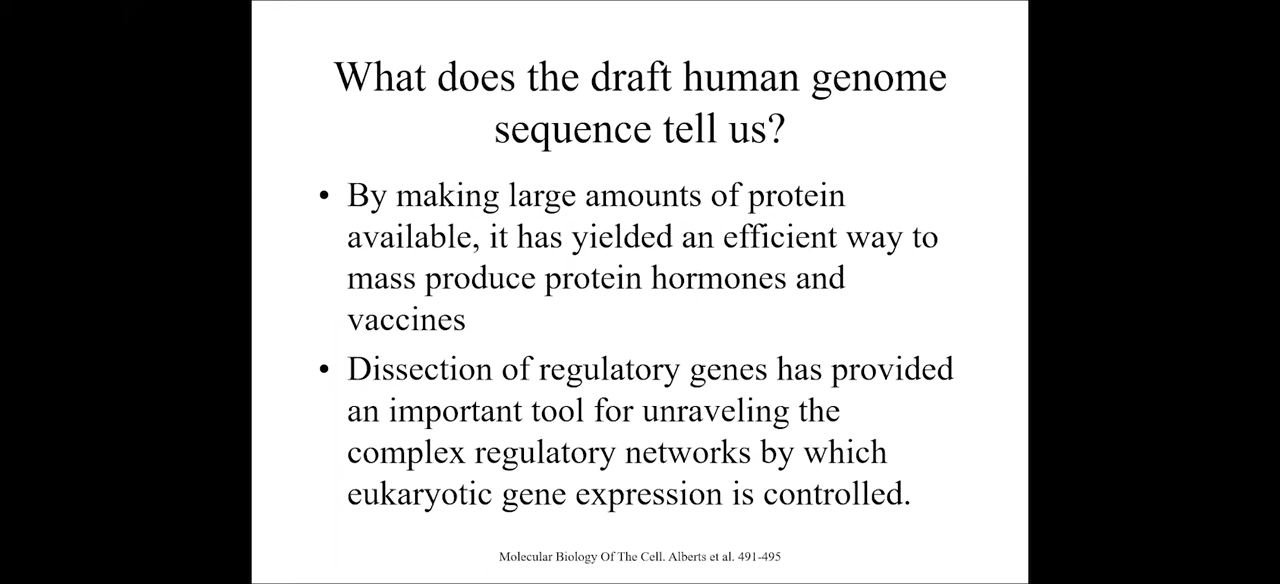 What does the draft human genome
sequence tell us?
• By making large amounts of protein
available, it has yielded an efficient way to
mass produce protein hormones and
vaccines
• Dissection of regulatory genes has provided
an important tool for unraveling the
complex regulatory networks by which
eukaryotic gene expression is controlled.
Molecular Biology Of The Cell. Alberts et al. 491-495